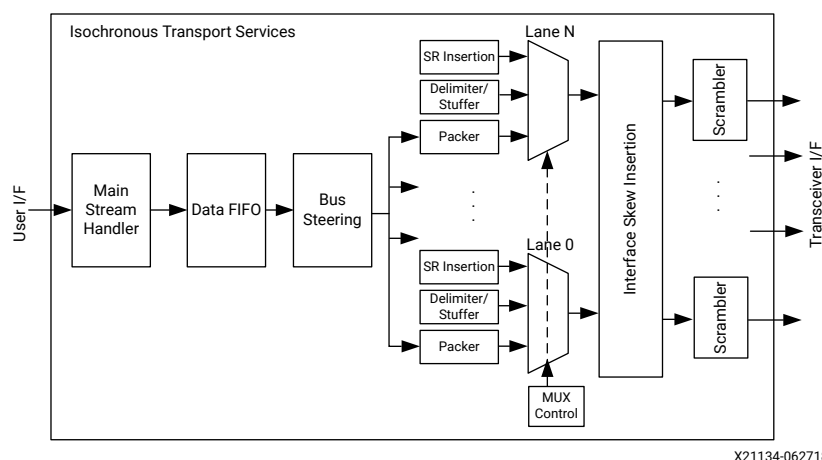 Isochronous Transport Services
Lane N
SR Insertion
Delimiter/
Stuffer
Packer
Scrambler
User I/F
Main
Stream
Handler
Data FIFO
Bus
Steering
.
.
.
Interface Skew Insertion
.
.
.
Transceiver I/F
Lane 0
SR Insertion
Delimiter/
Stuffer
Packer
Scrambler
MUX
Control
X21134-062718